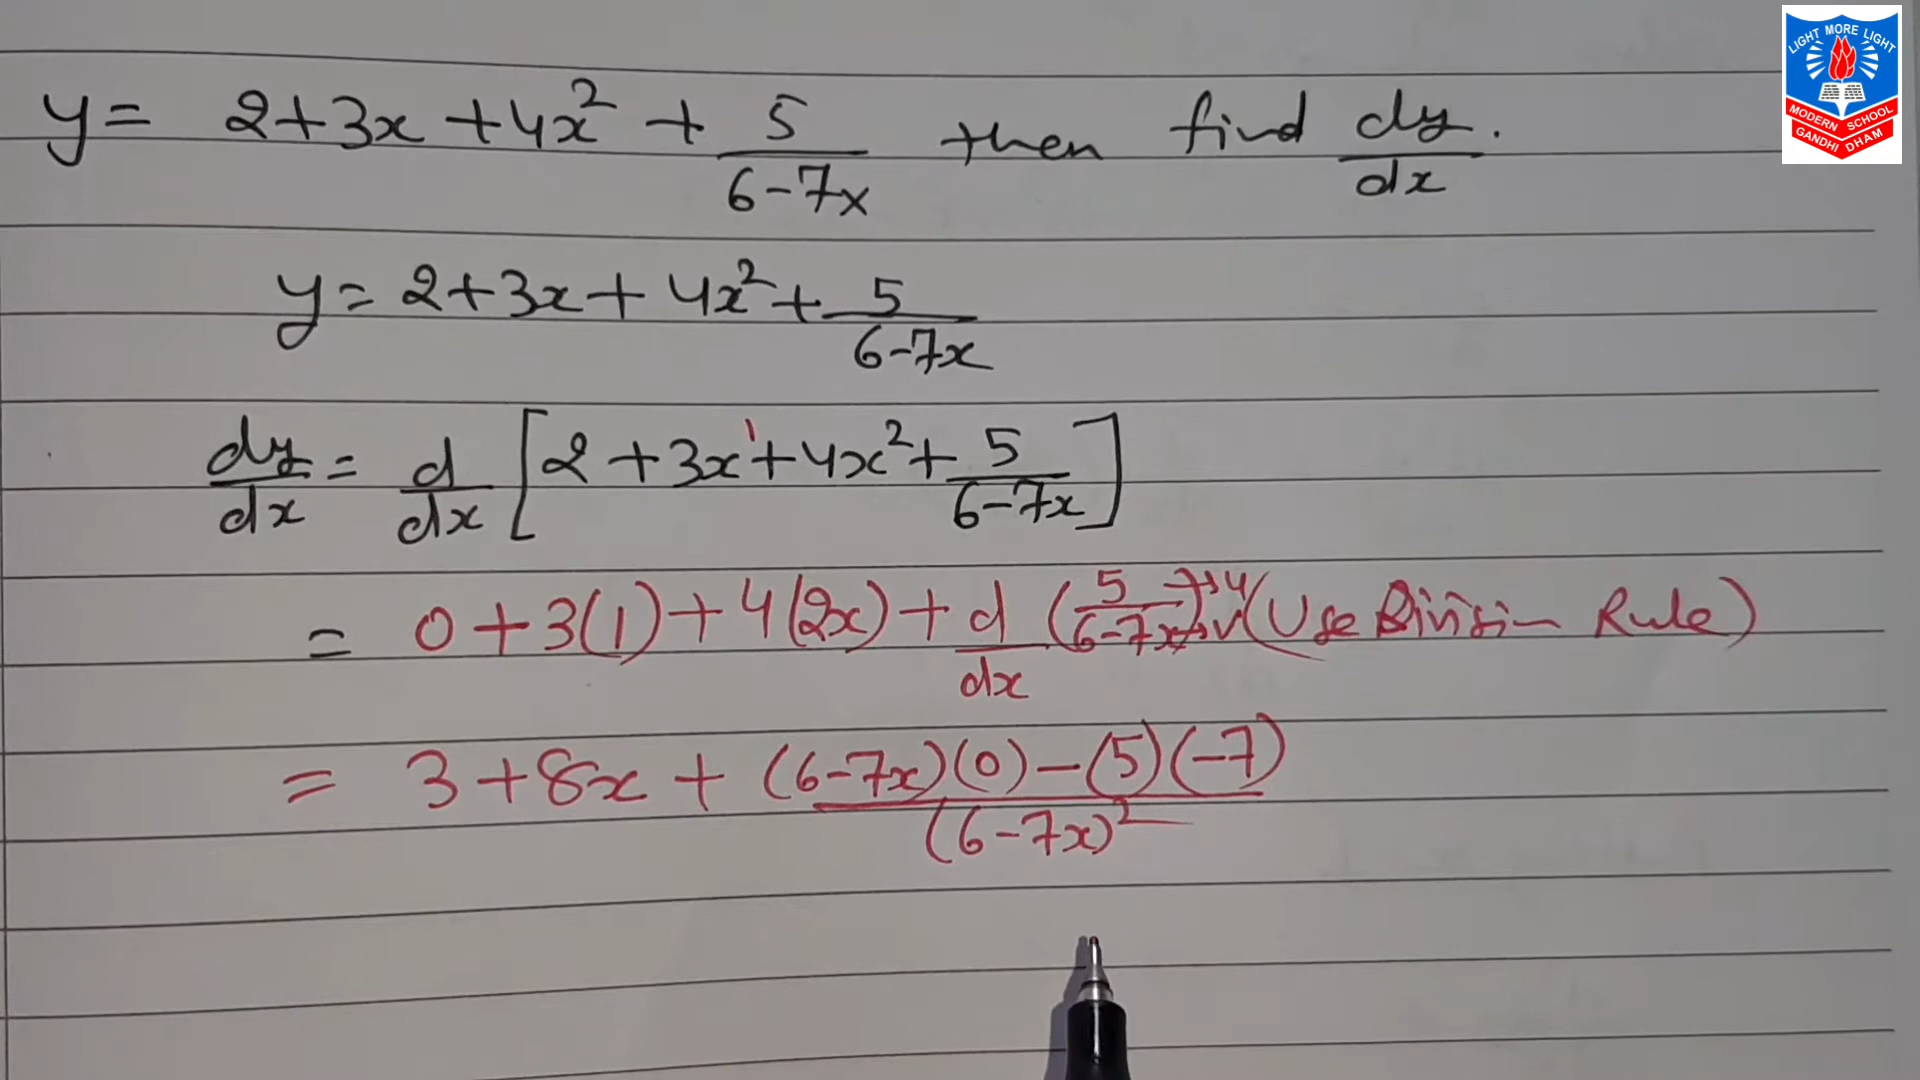 LIGHT MORE LIGHT
MODERN SCHOOL
GANDHI DHAM
y = 2+3x+4x² + 5/(6-7x) then find dy/dx.
y = 2+3x+4x²+ 5/(6-7x)
dy/dx = d/dx [2+3x¹+4x²+ 5/(6-7x)]
= 0+3(1)+4(2x)+ d/dx (5→u/(6-7x)→v) (Use Division Rule)
= 3+8x+ ((6-7x)(0)-(5)(-7))/(6-7x)²